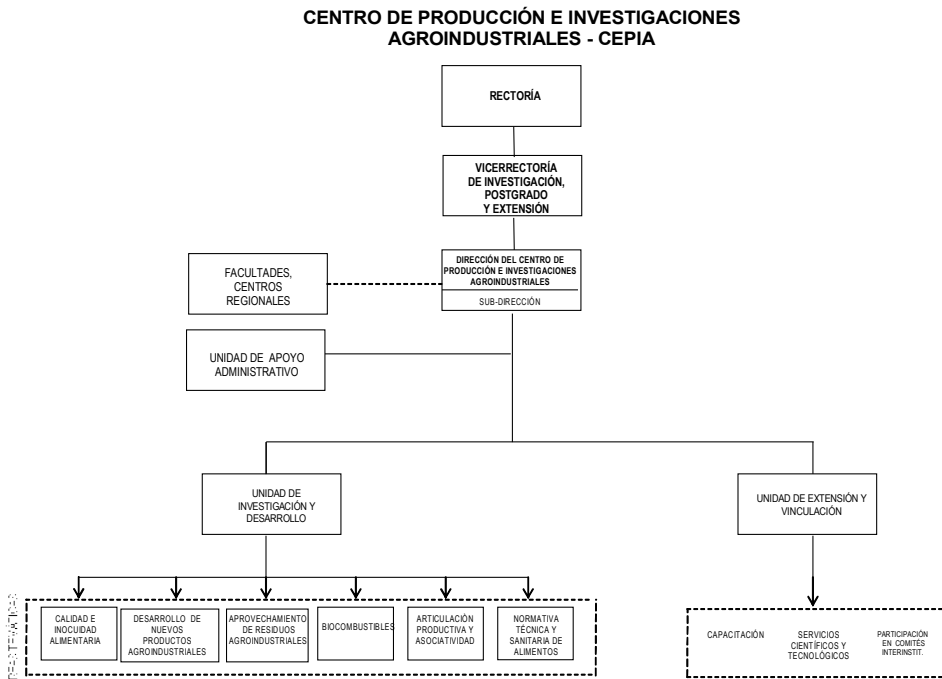 CENTRO DE PRODUCCIÓN E INVESTIGACIONES
AGROINDUSTRIALES - CEPIA
RECTORÍA
VICERRECTORÍA
DE INVESTIGACIÓN,
POSTGRADO
Y EXTENSIÓN
DIRECCIÓN DEL CENTRO DE
PRODUCCIÓN E INVESTIGACIONES
AGROINDUSTRIALES
SUB-DIRECCIÓN
FACULTADES,
CENTROS
REGIONALES
UNIDAD DE APOYO
ADMINISTRATIVO
UNIDAD DE
INVESTIGACIÓN Y
DESARROLLO
UNIDAD DE EXTENSIÓN Y
VINCULACIÓN
CALIDAD E
INOCUIDAD
ALIMENTARIA
DESARROLLO DE
NUEVOS
PRODUCTOS
AGROINDUSTRIALES
APROVECHAMIENTO
DE RESIDUOS
AGROINDUSTRIALES
BIOCOMBUSTIBLES
ARTICULACIÓN
PRODUCTIVA Y
ASOCIATIVIDAD
NORMATIVA
TÉCNICA Y
SANITARIA DE
ALIMENTOS
CAPACITACIÓN
SERVICIOS
CIENTÍFICOS Y
TECNOLÓGICOS
PARTICIPACIÓN
EN COMITÉS
INTERINSTIT.